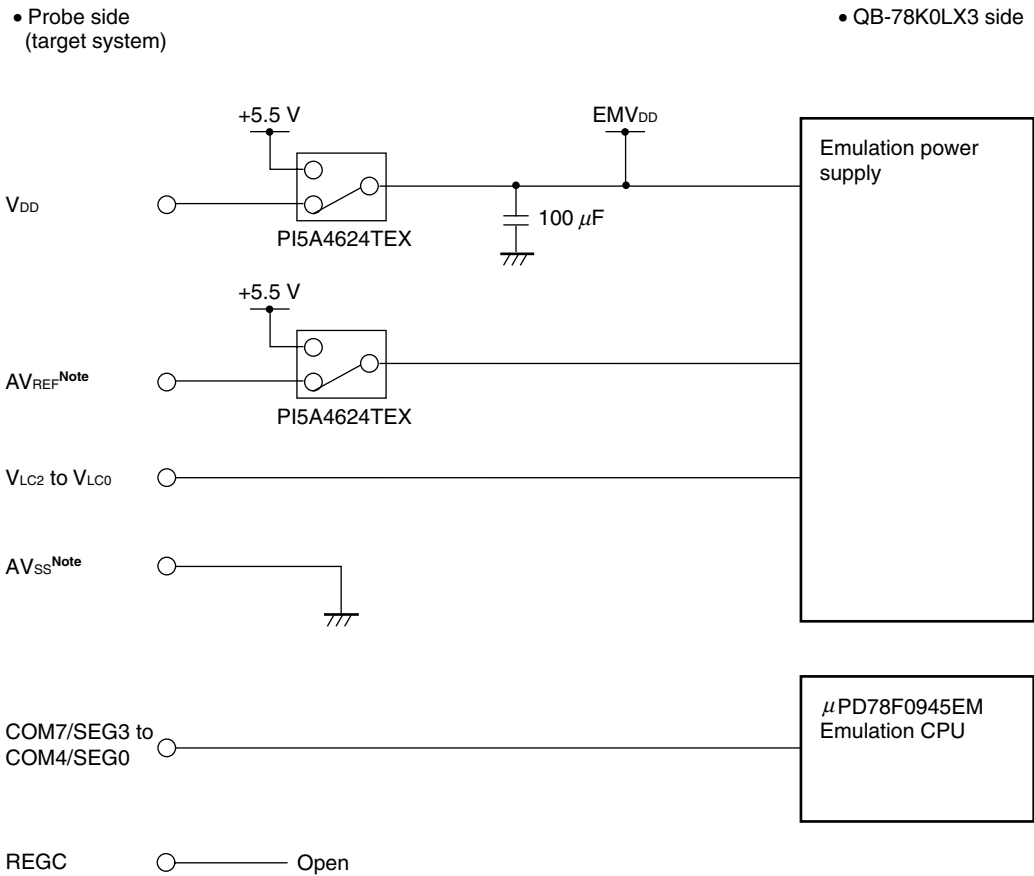 • Probe side
(target system)
• QB-78K0LX3 side
+5.5 V
EMVDD
Emulation power
supply
VDD
100 μF
PI5A4624TEX
+5.5 V
AVREFNote
PI5A4624TEX
VLC2 to VLC0
AVSSNote
μPD78F0945EM
Emulation CPU
COM7/SEG3 to
COM4/SEG0
REGC
Open